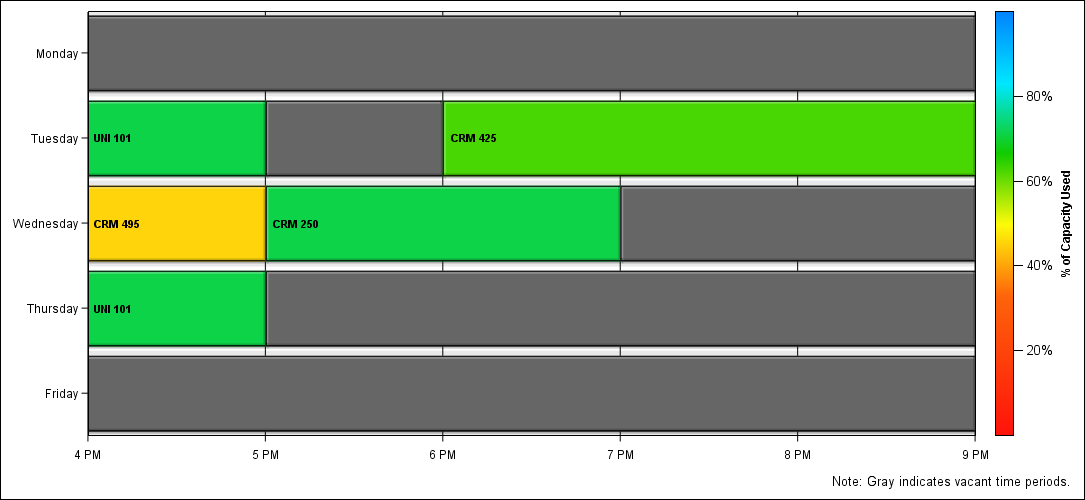 Monday
Tuesday
UNI 101
CRM 425
Wednesday
CRM 495
CRM 250
Thursday
UNI 101
Friday
4 PM
5 PM
6 PM
7 PM
8 PM
9 PM
80%
60%
40%
20%
% of Capacity Used
Note: Gray indicates vacant time periods.